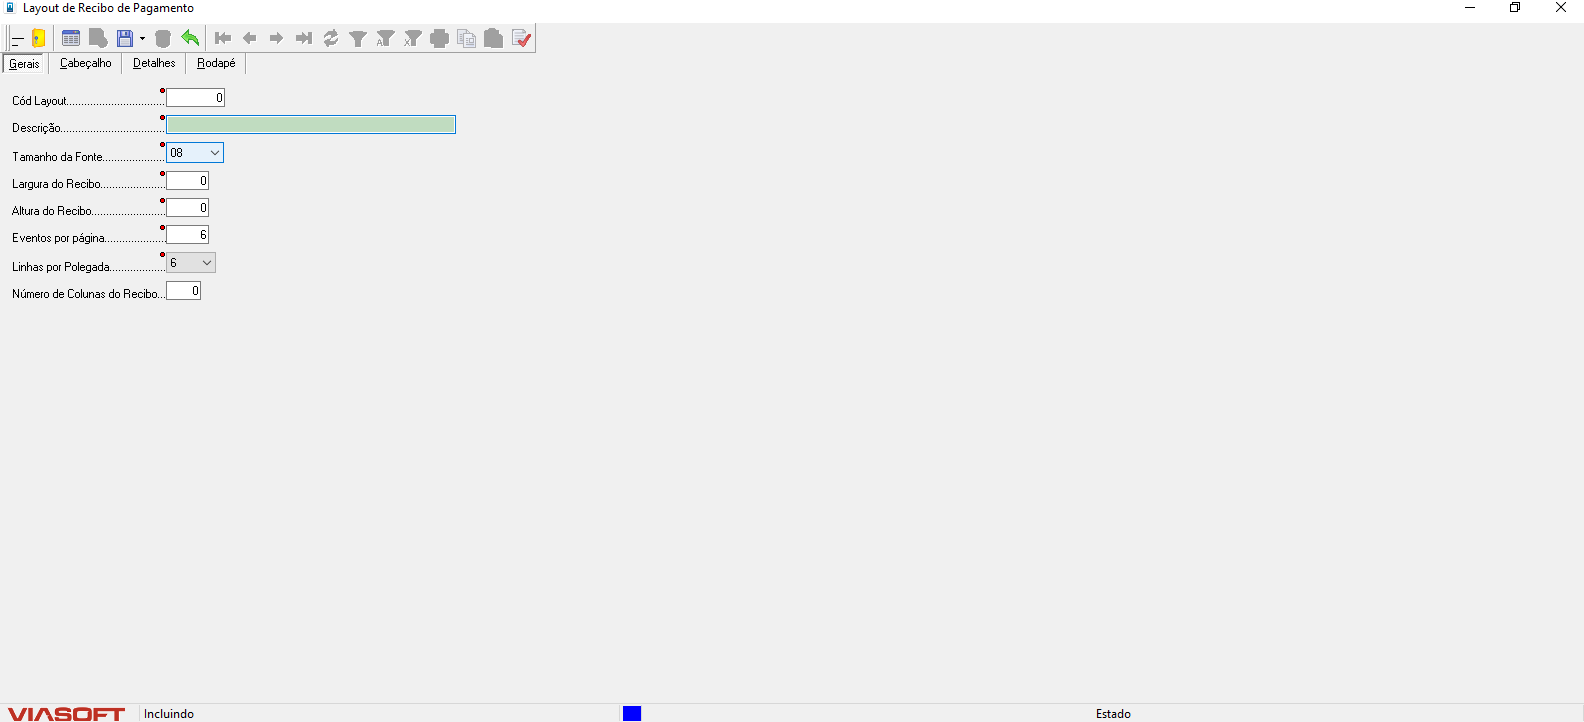 Layout de Recibo de Pagamento
Gerais Cabeçalho Detalhes Rodapé
Cód Layout................................ 0
Descrição.................................
Tamanho da Fonte.................... 08
Largura do Recibo..................... 0
Altura do Recibo........................ 0
Eventos por página.................... 6
Linhas por Polegada.................. 6
Número de Colunas do Recibo... 0
VIASOFT Incluindo Estado